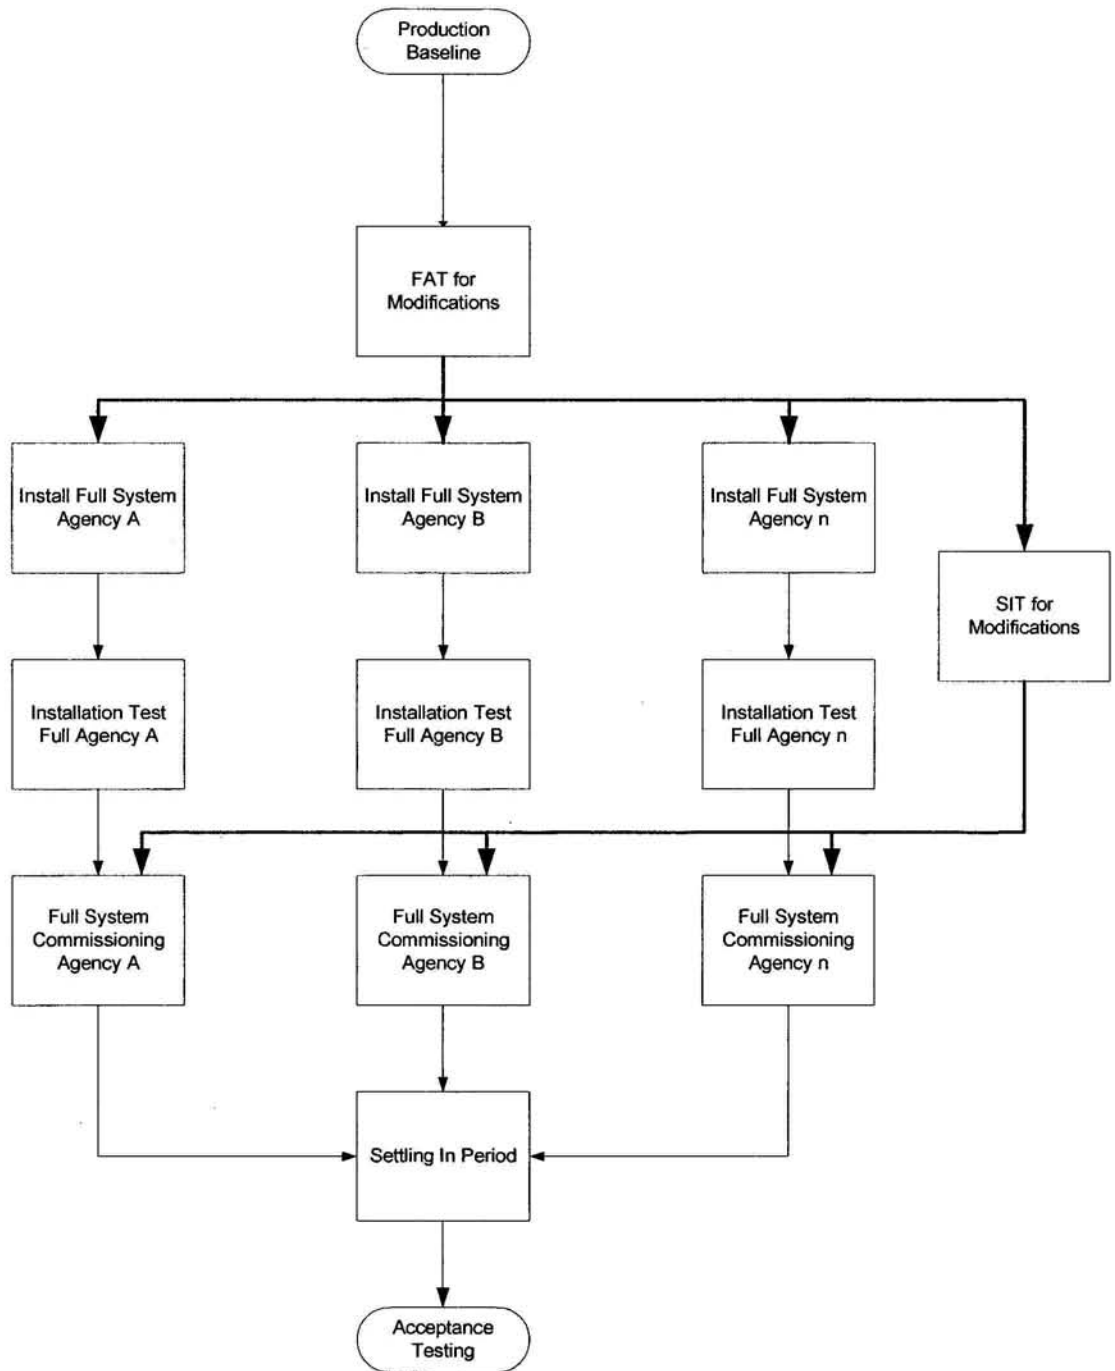 Production
Baseline
FAT for
Modifications
Install Full System
Agency A
Install Full System
Agency B
Install Full System
Agency n
SIT for
Modifications
Installation Test
Full Agency A
Installation Test
Full Agency B
Installation Test
Full Agency n
Full System
Commissioning
Agency A
Full System
Commissioning
Agency B
Full System
Commissioning
Agency n
Settling In Period
Acceptance
Testing